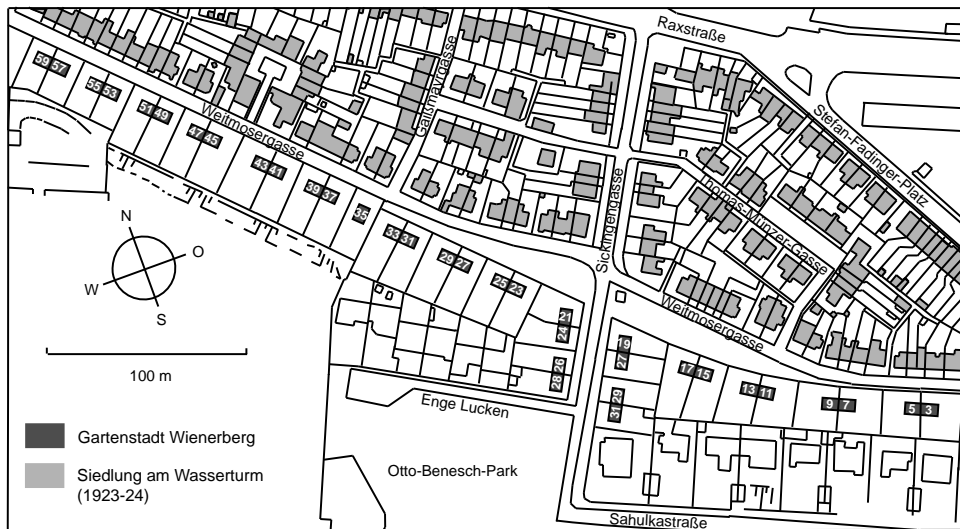 Raxstraße
Stefan-Fadinger-Platz
Gaißmayrgasse
Weitmosergasse
Sickingengasse
Thomas-Münzer-Gasse
Weitmosergasse
59 57
55 53
51 49
47 45
43 41
39 37
35
33 31
29 27
25 23
21
24
26
28
19
27
29
31
17 15
13 11
9 7
5 3
N
O
W
S
100 m
Enge Lucken
Otto-Benesch-Park
Sahulkastraße
Gartenstadt Wienerberg
Siedlung am Wasserturm
(1923-24)